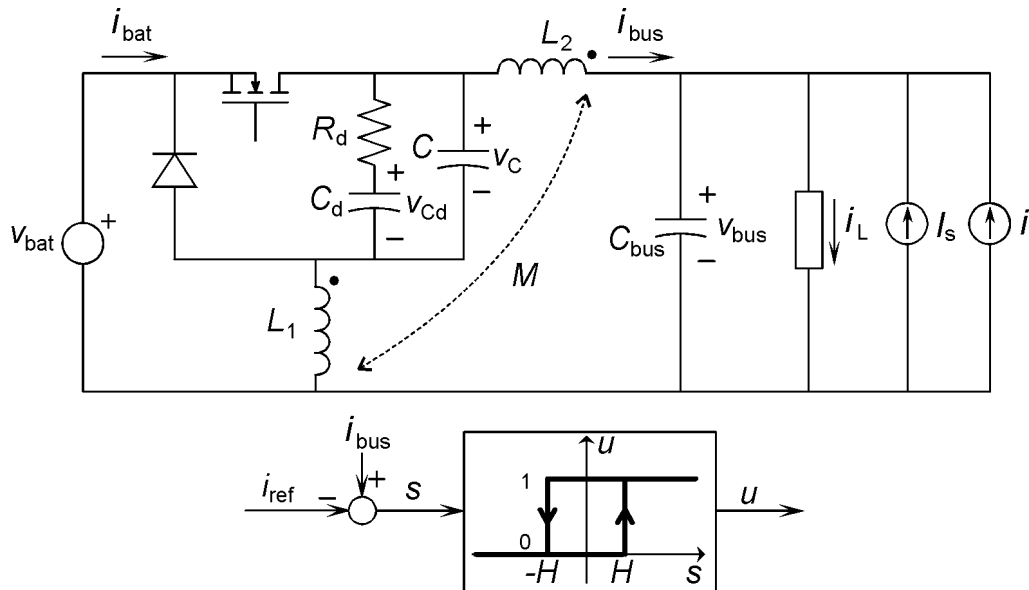 i_bat
L_2
i_bus
R_d
+
C
+
v_C
−
+
C_d
v_Cd
−
v_bat
+
M
L_1
C_bus
+
v_bus
−
i_L
I_s
i
i_bus
i_ref
−
+
s
u
1
0
-H
H
s
u